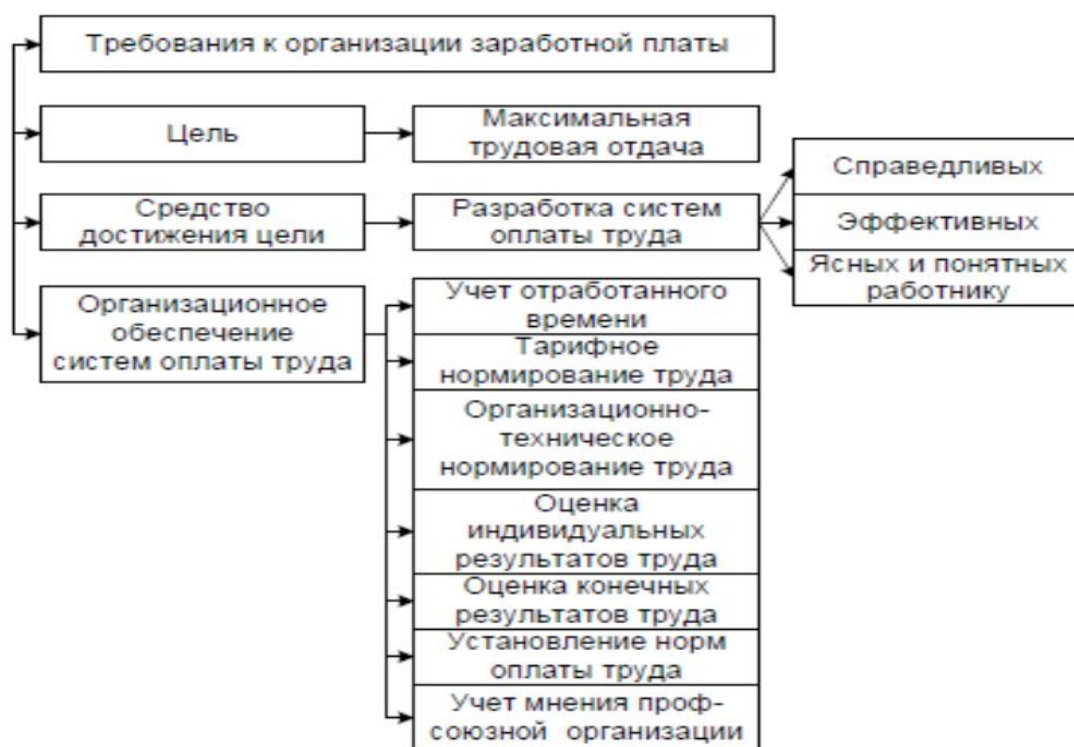 Требования к организации заработной платы
Цель
Максимальная
трудовая отдача
Средство
достижения цели
Разработка систем
оплаты труда
Справедливых
Эффективных
Ясных и понятных
работнику
Организационное
обеспечение
систем оплаты труда
Учет отработанного
времени
Тарифное
нормирование труда
Организационно-
техническое
нормирование труда
Оценка
индивидуальных
результатов труда
Оценка конечных
результатов труда
Установление норм
оплаты труда
Учет мнения проф-
союзной организации